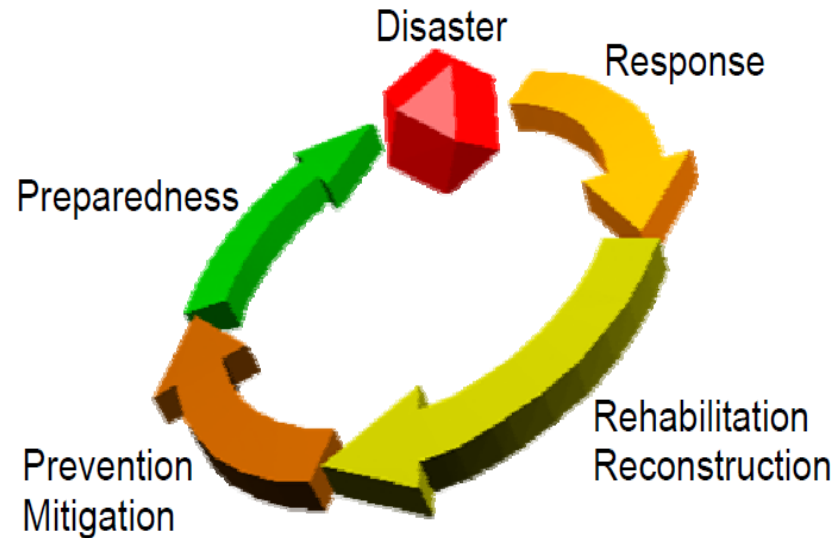 Disaster
Response
Preparedness
Rehabilitation
Reconstruction
Prevention
Mitigation